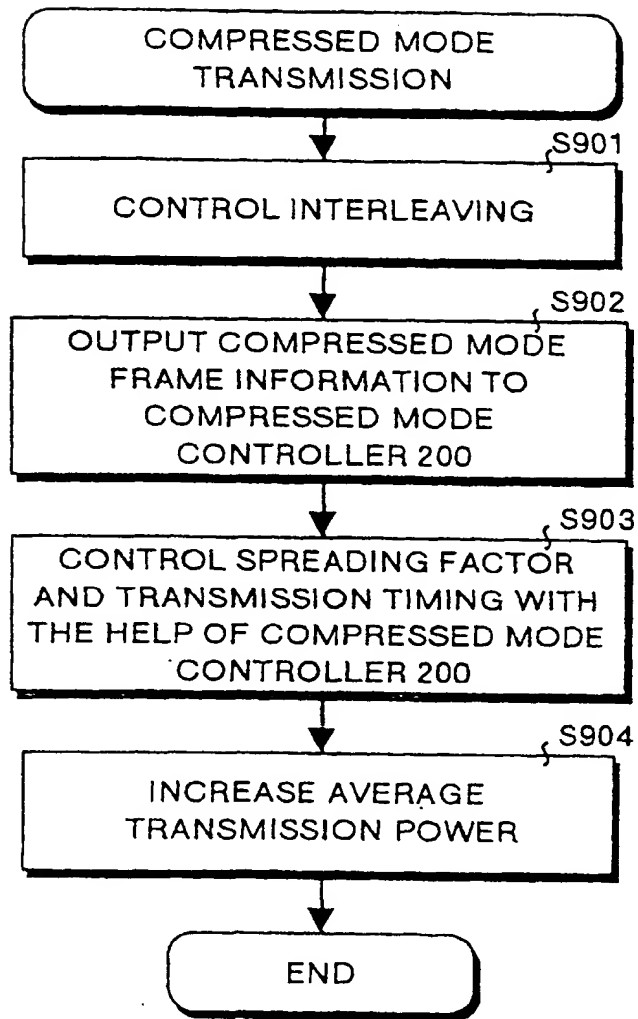 COMPRESSED MODE
TRANSMISSION
S901
CONTROL INTERLEAVING
S902
OUTPUT COMPRESSED MODE
FRAME INFORMATION TO
COMPRESSED MODE
CONTROLLER 200
S903
CONTROL SPREADING FACTOR
AND TRANSMISSION TIMING WITH
THE HELP OF COMPRESSED MODE
CONTROLLER 200
S904
INCREASE AVERAGE
TRANSMISSION POWER
END